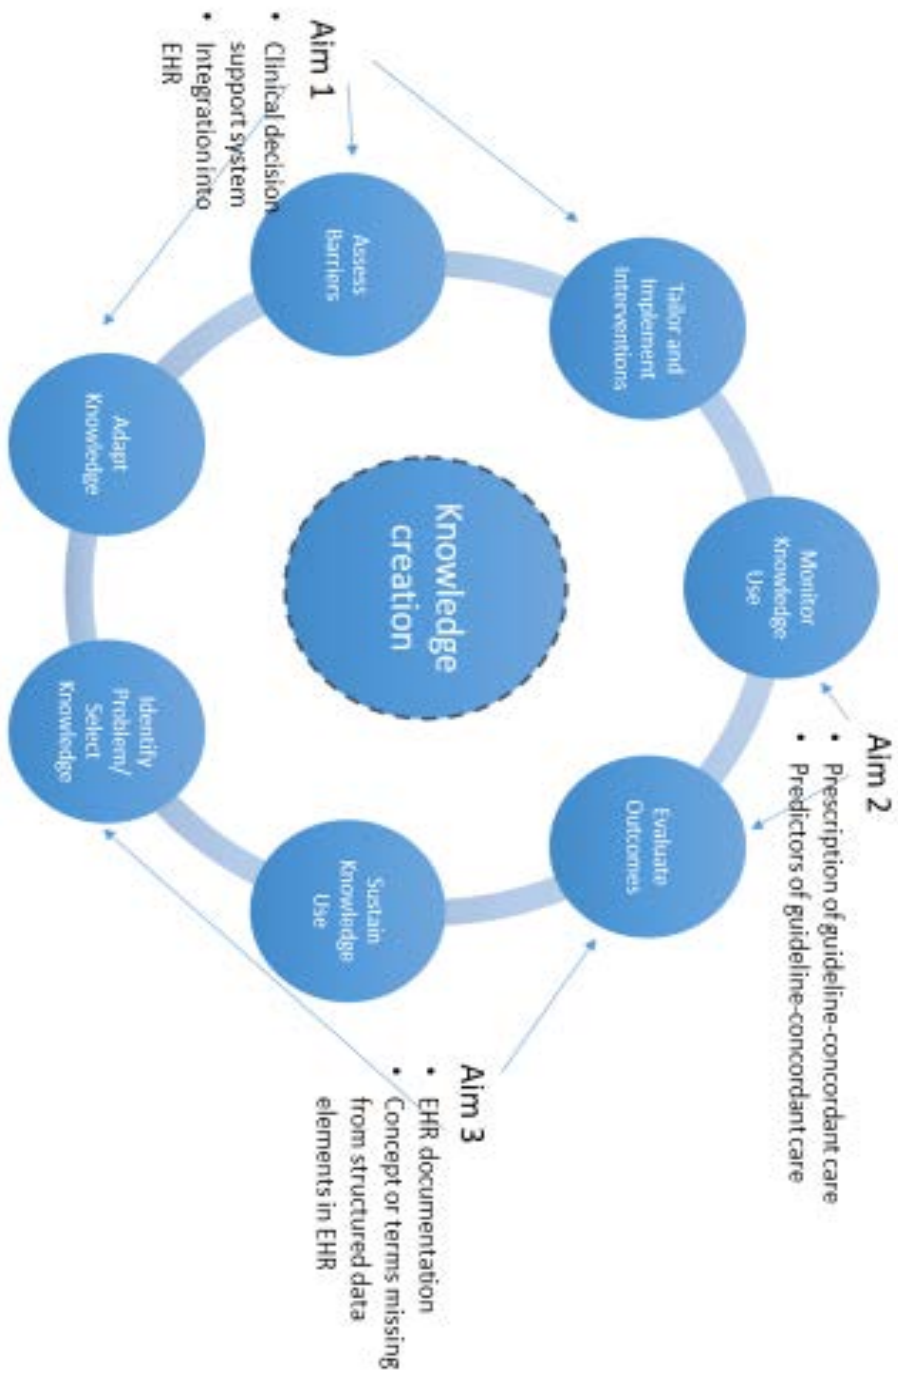 Aim 2
• Prescription of guideline-concordant care
• Predictors of guideline-concordant care
Monitor
Knowledge
Use
Tailor and
Implement
Interventions
Evaluate
Outcomes
Knowledge
creation
Aim 1
• Clinical decision
support system
• Integration into
EHR
Assess
Barriers
Sustain
Knowledge
Use
Aim 3
• EHR documentation
• Concept or terms missing
from structured data
elements in EHR
Adapt
Knowledge
Identify
Problem/
Select
Knowledge